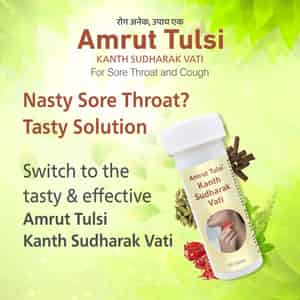 रोग अनेक, उपाय एक
Amrut Tulsi
KANTH SUDHARAK VATI
For Sore Throat and Cough
Nasty Sore Throat?
Tasty Solution
Switch to the
tasty & effective
Amrut Tulsi
Kanth Sudharak Vati
Amrut Tulsi
Kanth
Sudharak
Vati